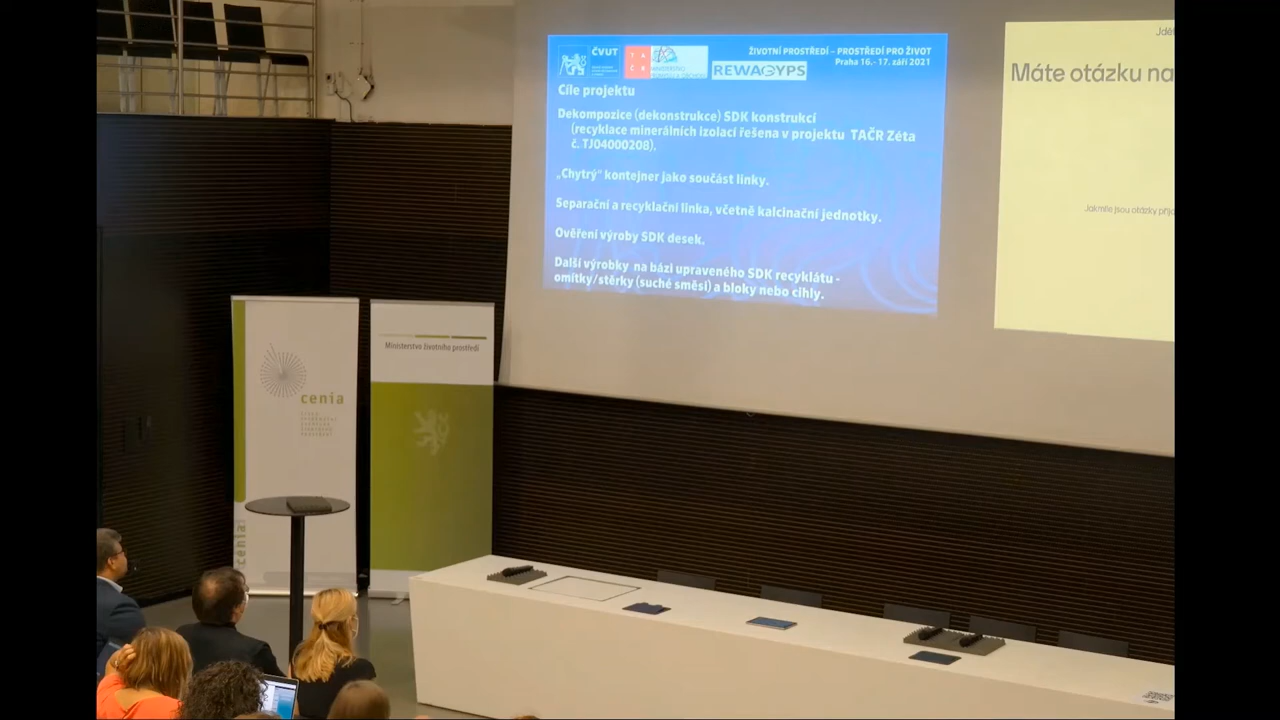 ČVUT
T A
Č R
REWAGYPS
ŽIVOTNÍ PROSTŘEDÍ – PROSTŘEDÍ PRO ŽIVOT
Praha 16.- 17. září 2021
Cíle projektu
Dekompozice (dekonstrukce) SDK konstrukcí
(recyklace minerálních izolací řešena v projektu TAČR Zéta
č. TJ04000208).
„Chytrý“ kontejner jako součást linky.
Separační a recyklační linka, včetně kalcinační jednotky.
Ověření výroby SDK desek.
Další výrobky na bázi upraveného SDK recyklátu -
omítky/stěrky (suché směsi) a bloky nebo cihly.
Máte otázku na
Jakmile jsou otázky
cenia
cenia
Ministerstvo životního prostředí